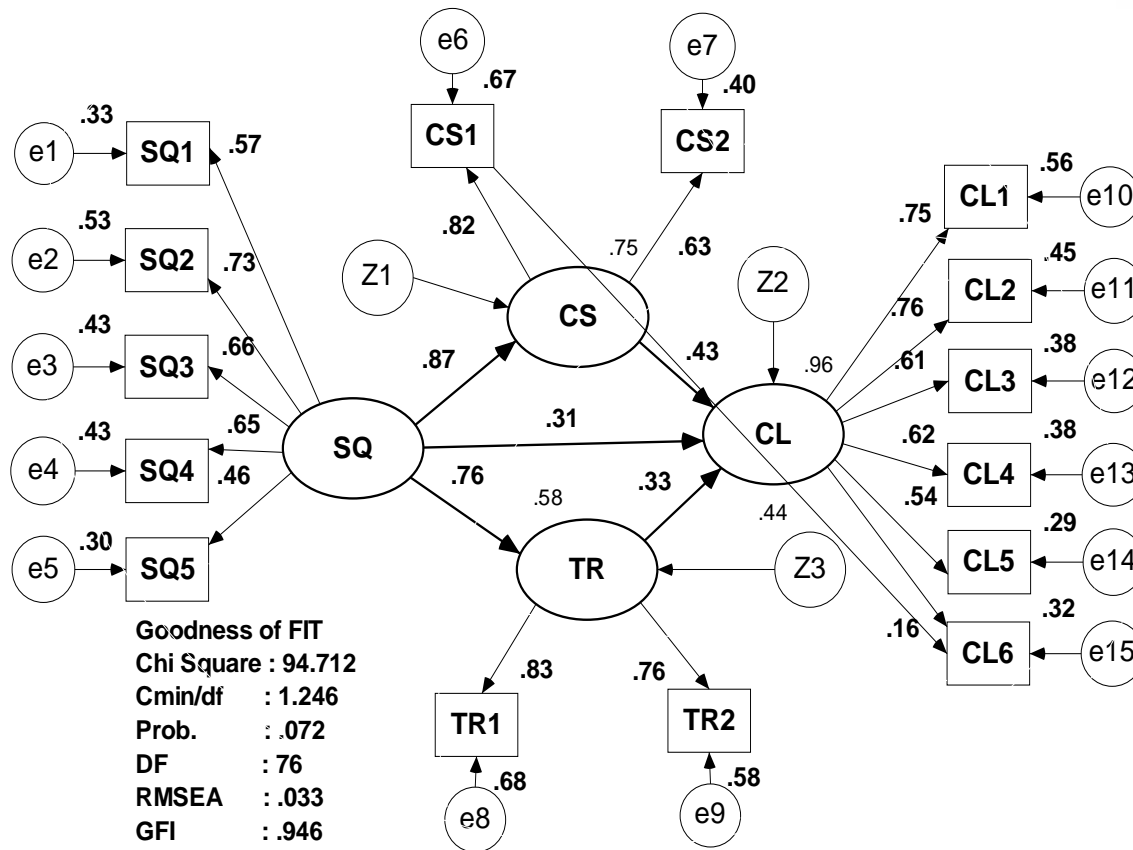 e6
e7
.67
.40
.33
e1
SQ1
.57
CS1
CS2
.56
CL1
e10
.75
.53
e2
SQ2
.73
.82
.75
.63
Z1
Z2
.45
CL2
e11
.76
CS
.43
e3
SQ3
.66
.87
.43
.96
.61
.38
CL3
e12
.43
e4
SQ4
.65
.46
SQ
.31
CL
.62
.38
CL4
e13
.76
.58
.33
.44
.54
.30
e5
SQ5
TR
Z3
.29
CL5
e14
.32
.16
CL6
e15
Goodness of FIT
Chi Square : 94.712
Cmin/df : 1.246
Prob. : .072
DF : 76
RMSEA : .033
GFI : .946
.83
.76
TR1
TR2
.68
.58
e8
e9